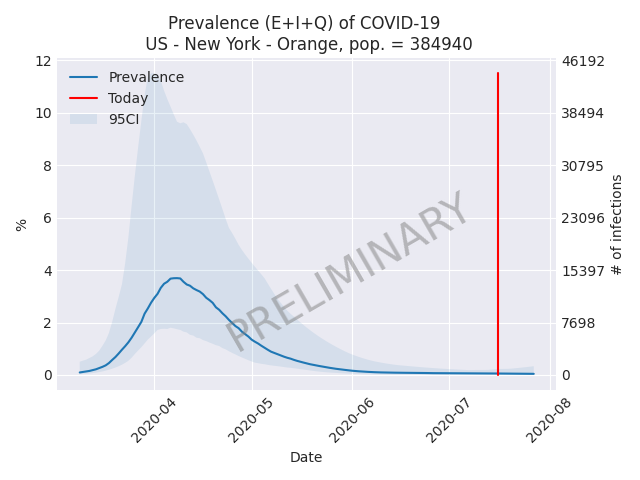 Prevalence (E+I+Q) of COVID-19
US - New York - Orange, pop. = 384940
12
10
8
6
4
2
0
%
46192
38494
30795
23096
15397
7698
0
# of infections
Prevalence
Today
95CI
PRELIMINARY
2020-04
2020-05
2020-06
2020-07
2020-08
Date